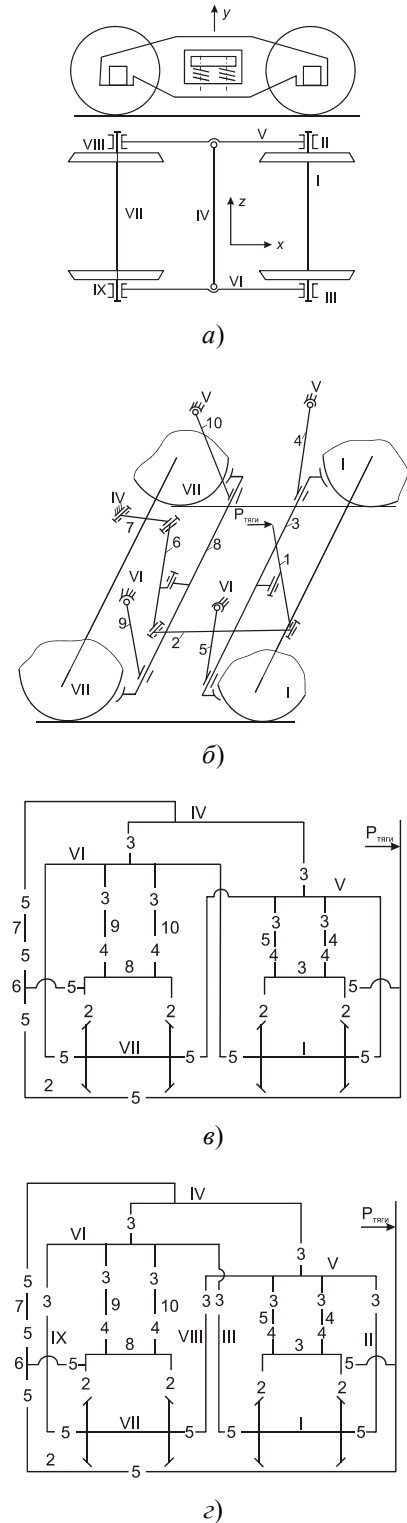 y
VIII V II
I
VII IV z
x
IX VI III
а)
V V
10
4
I
IV VII
Pтяги
3
7 6 8
VI VI 1
9 2 5
VII I
б)
IV
Pтяги
3
VI
3
5 V
3 3 3 3
7 9 10 5 4
5 4 4 4 4
8 3
6 5 5
5 2 2 2 2
VII I
5 5 5 5
2
5
в)
IV
Pтяги
3
VI
3
V
5
3 3 3 3 3 3 3 3
7 9 10 5 4
5 IX 4 4 VIII III 4 4 II
8 3
6 5 5
5 2 2 2 2
VII I
5 5 5 5
2
5
г)